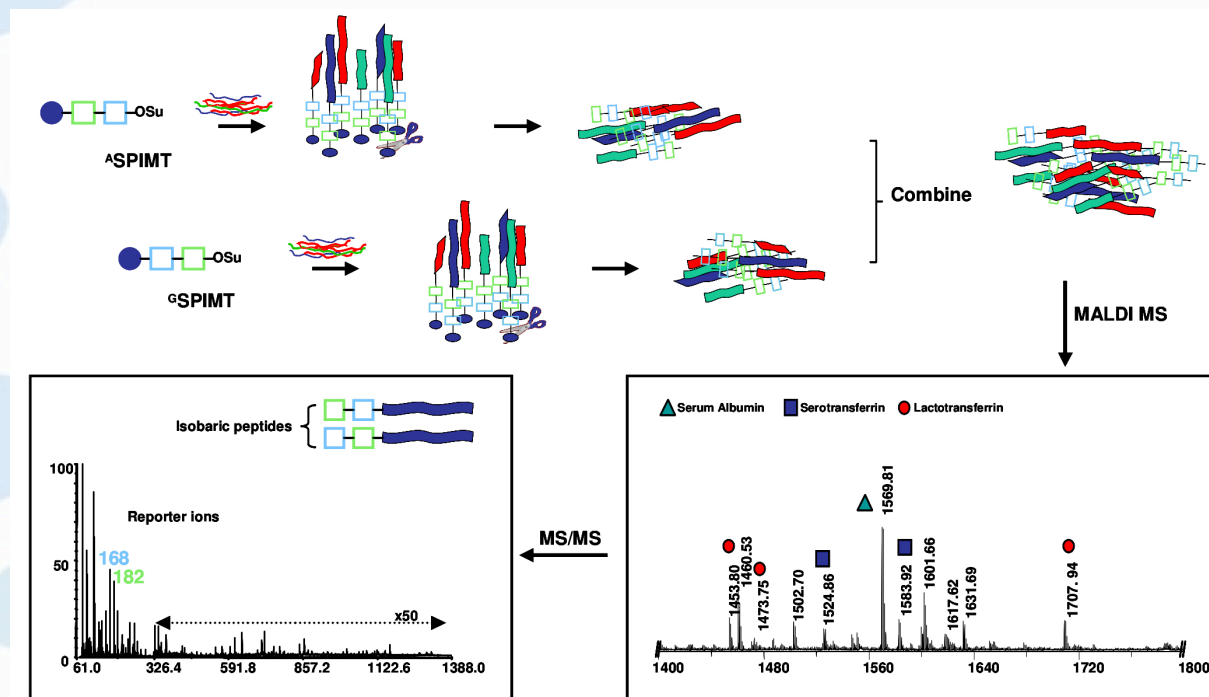 OSu
ᴬSPIMT
OSu
ᴳSPIMT
Combine
MALDI MS
Isobaric peptides
100
Reporter ions
168
182
50
x50
0
61.0 326.4 591.8 857.2 1122.6 1388.0
MS/MS
Serum Albumin Serotransferrin Lactotransferrin
1453.80
1460.53
1473.75
1502.70
1524.86
1569.81
1583.92
1601.66
1617.62
1631.69
1707. 94
1400 1480 1560 1640 1720 1800